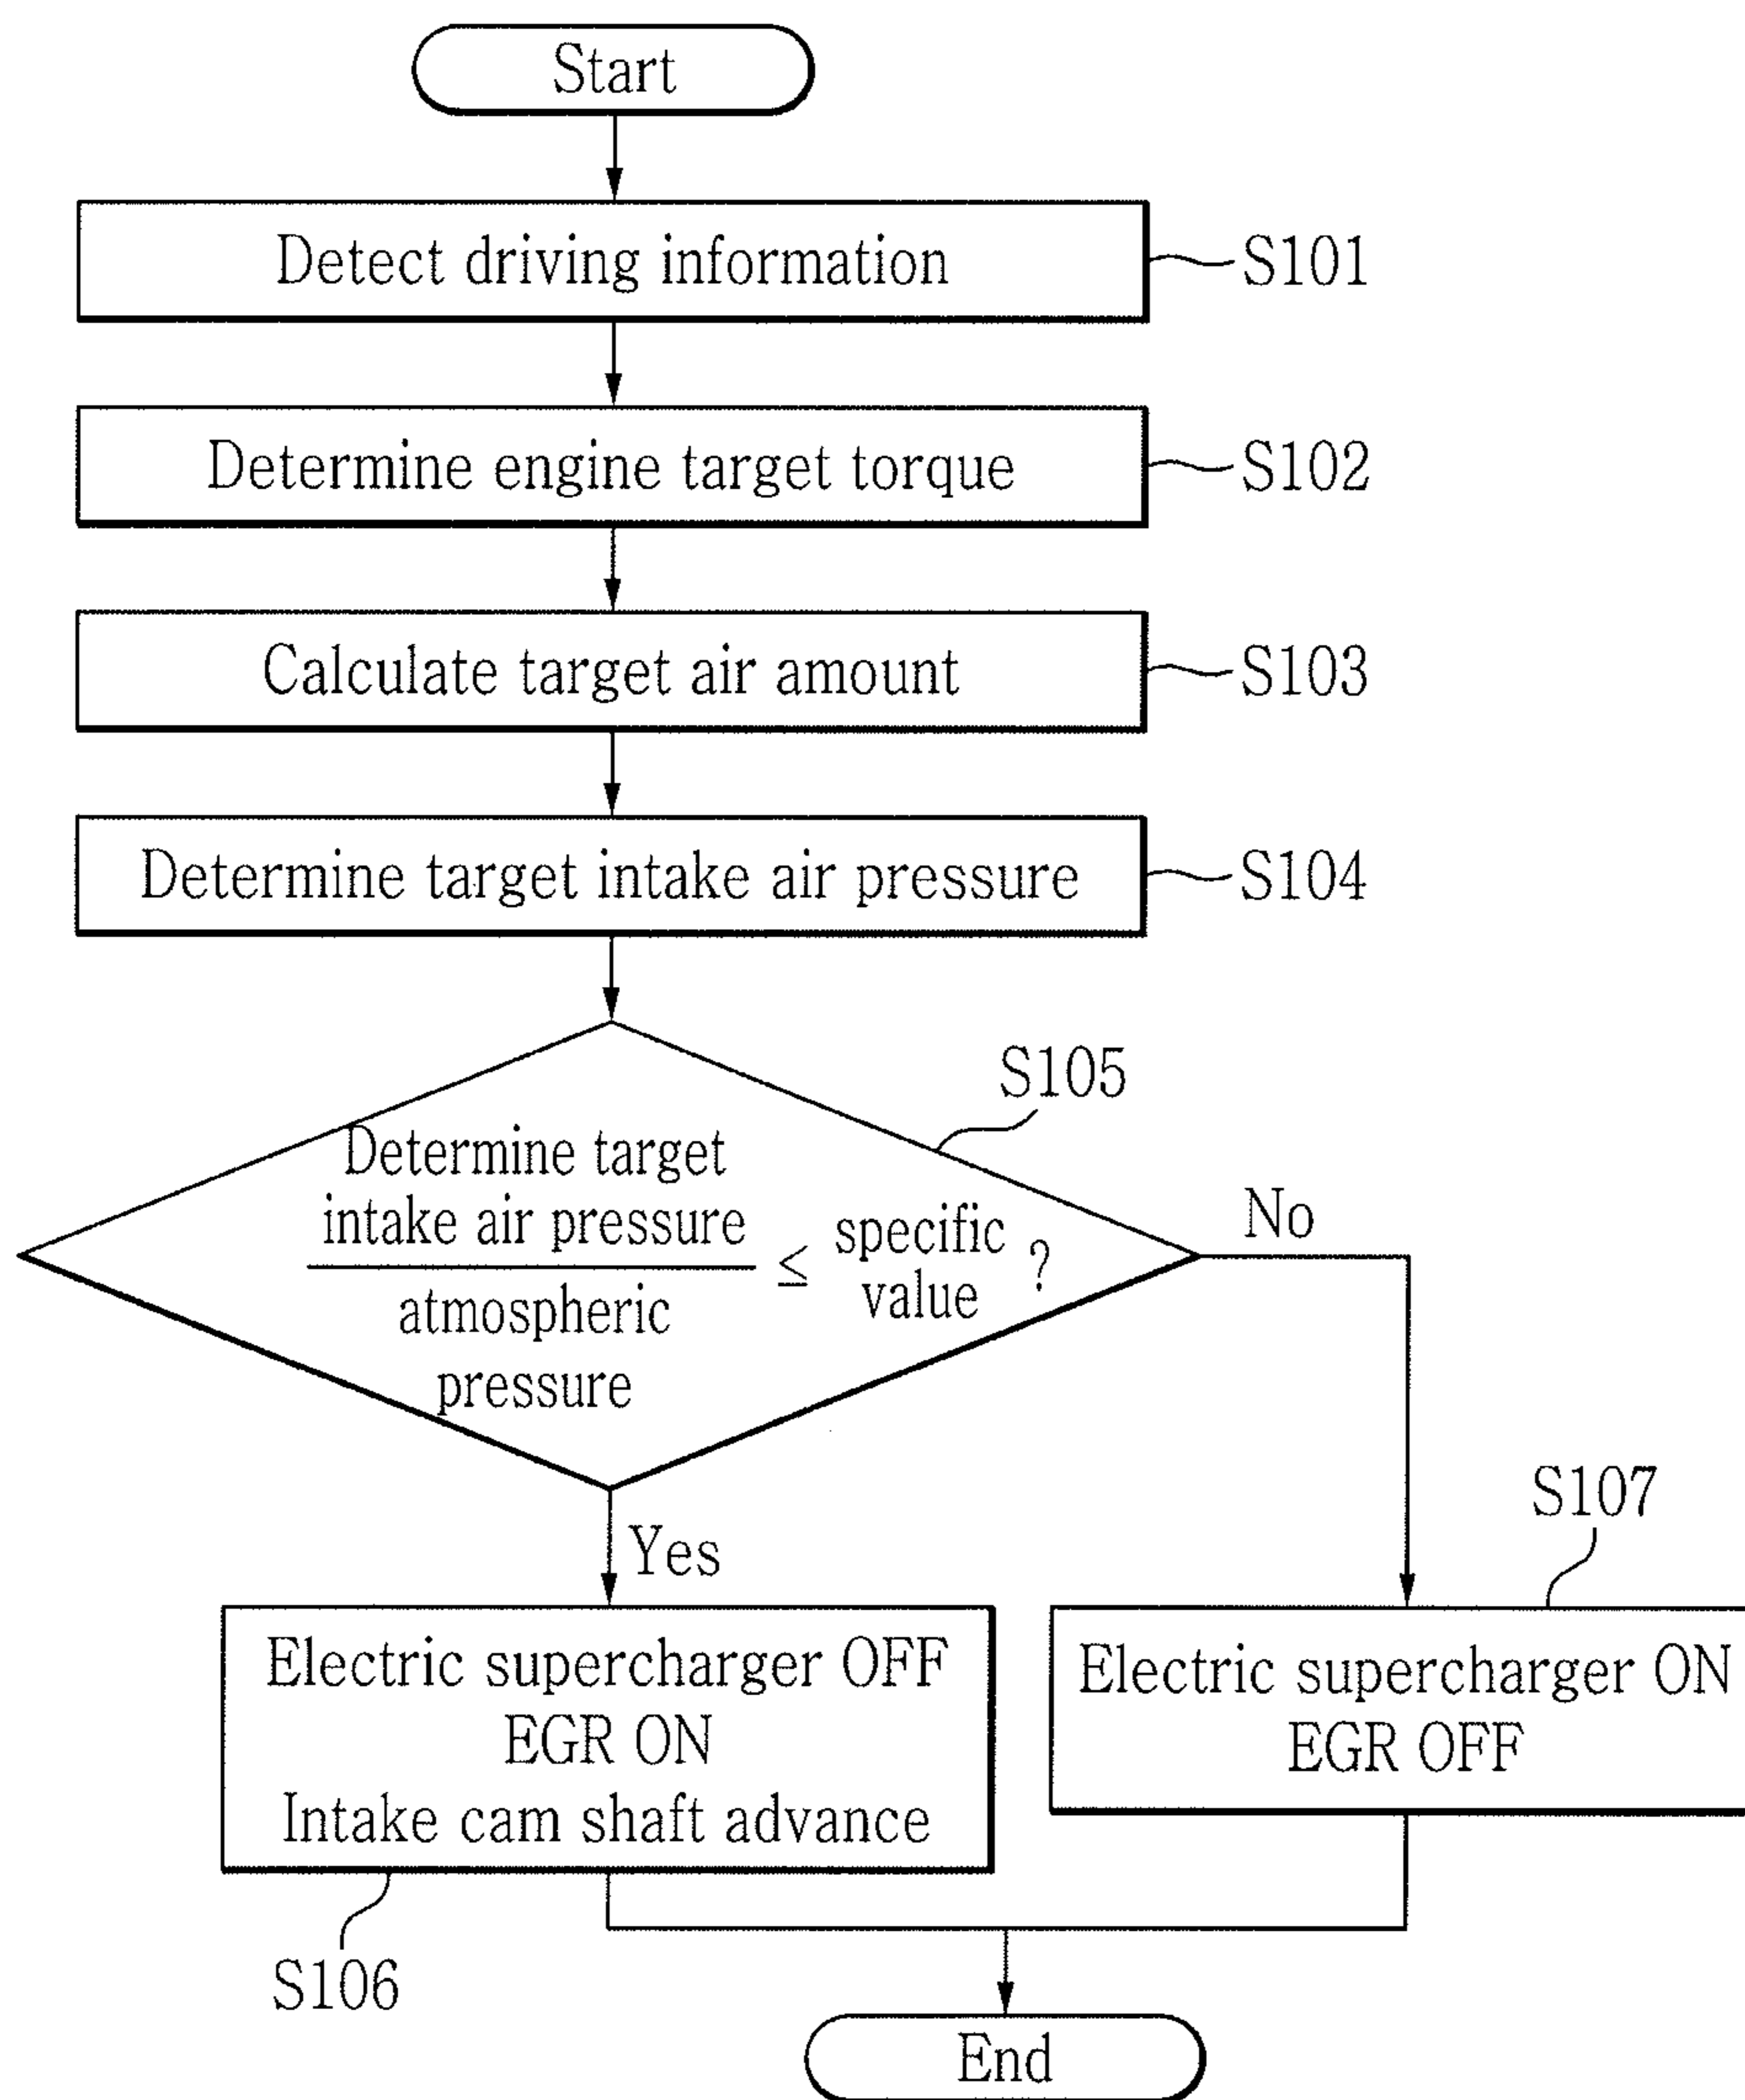 Start
Detect driving information
S101
Determine engine target torque
S102
Calculate target air amount
S103
Determine target intake air pressure
S104
S105
Determine target
intake air pressure
atmospheric
pressure
≤
specific
value
?
No
Yes
S107
Electric supercharger OFF
EGR ON
Intake cam shaft advance
Electric supercharger ON
EGR OFF
S106
End